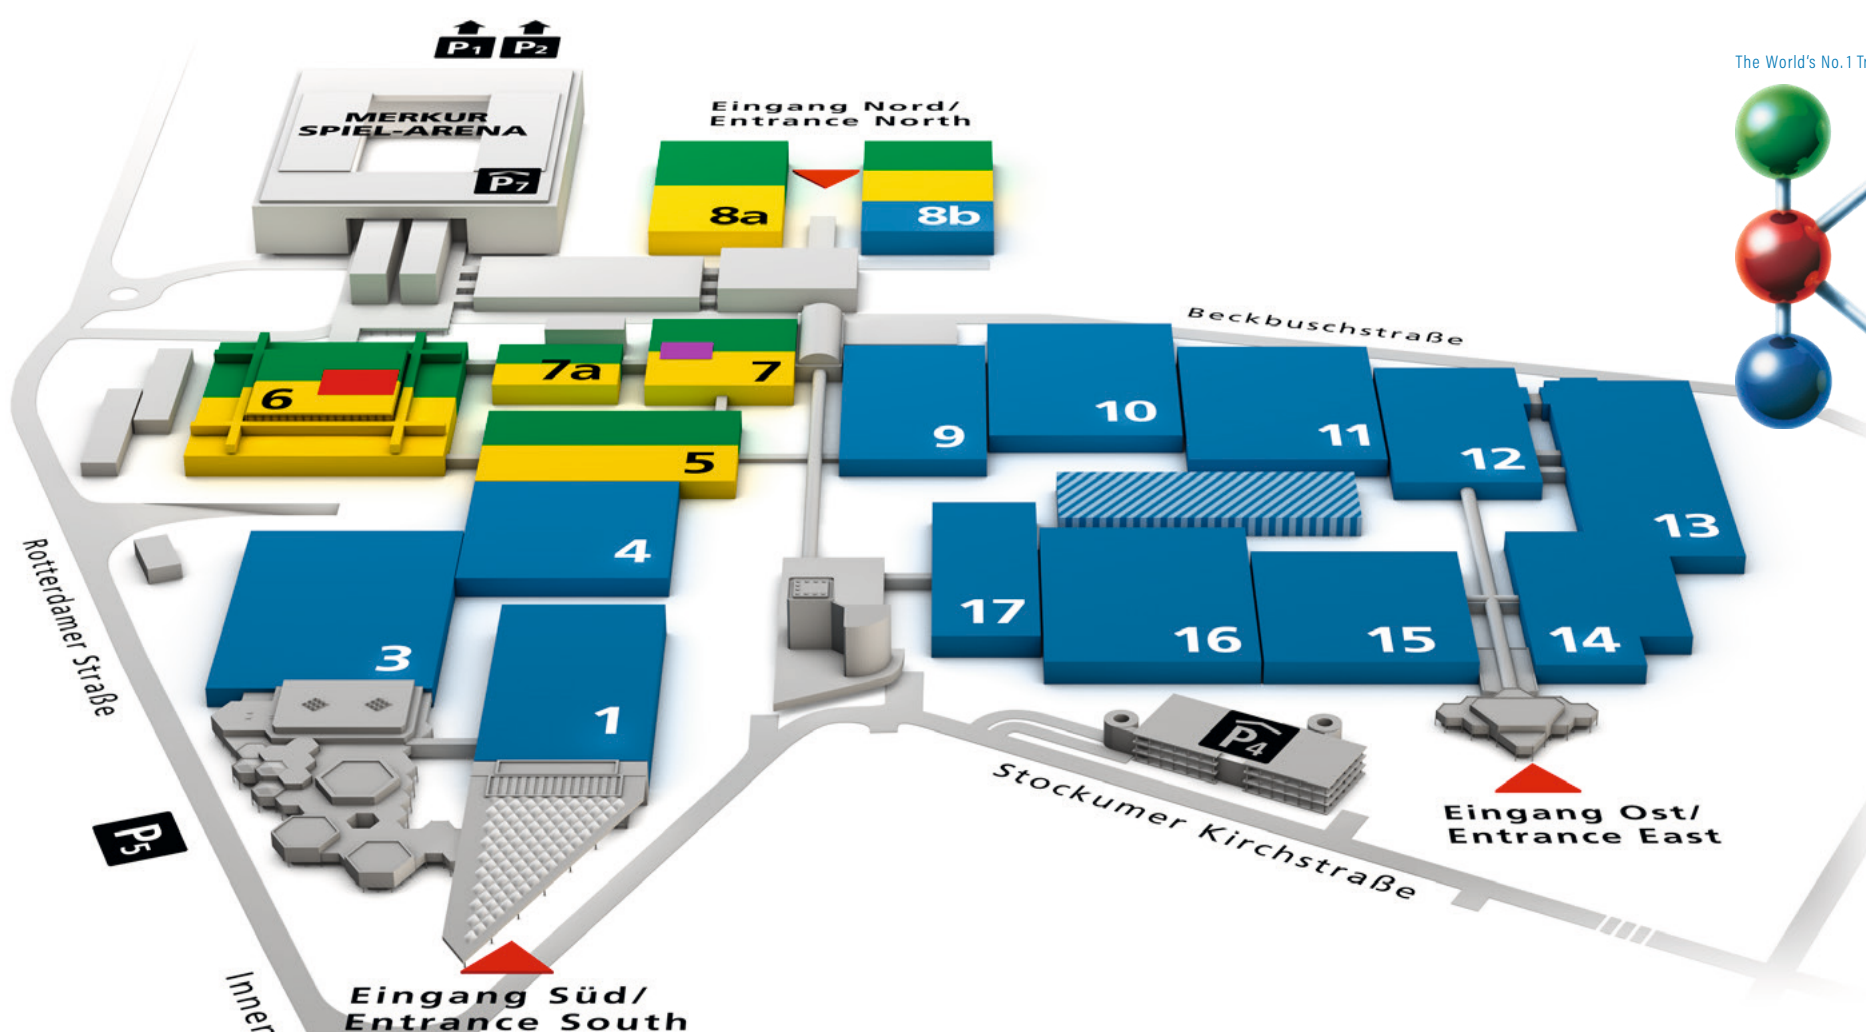 P1 P2
The World's No. 1 Tr
MERKUR
SPIEL-ARENA
P7
Eingang Nord/
Entrance North
8a
8b
Beckbuschstraße
6
7a
7
5
9
10
11
12
13
4
3
1
17
16
15
14
Rotterdamer Straße
P5
P4
Stockumer Kirchstraße
Eingang Ost/
Entrance East
Inner
Eingang Süd/
Entrance South